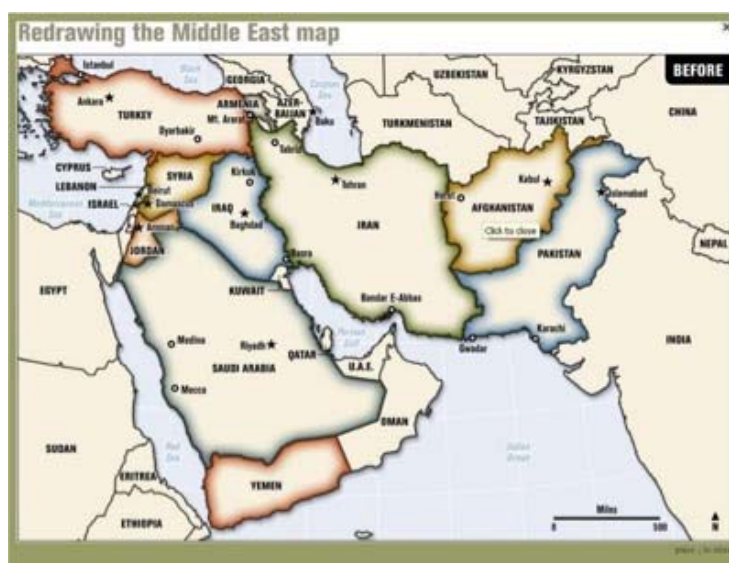 Redrawing the Middle East map
BEFORE
Istanbul
Black
Sea
GEORGIA
Caspian
Sea
UZBEKISTAN
KYRGYZSTAN
Ankara
TURKEY
ARMENIA
Mt. Ararat
AZER-
BAIJAN
Baku
TURKMENISTAN
TAJIKISTAN
CHINA
Dyarbakir
Tabriz
CYPRUS
SYRIA
Kirkuk
Tehran
Herat
Kabul
Islamabad
LEBANON
Beirut
Mediterranean
Sea
ISRAEL
Damascus
IRAQ
Baghdad
IRAN
AFGHANISTAN
Click to close
Amman
JORDAN
Basra
PAKISTAN
NEPAL
EGYPT
KUWAIT
Bandar E-Abbas
Persian
Gulf
Medina
Riyadh
QATAR
Gwadar
Karachi
INDIA
SAUDI ARABIA
U.A.E.
Mecca
OMAN
SUDAN
Red
Sea
Indian
Ocean
ERITREA
YEMEN
Miles
0
500
N
ETHIOPIA